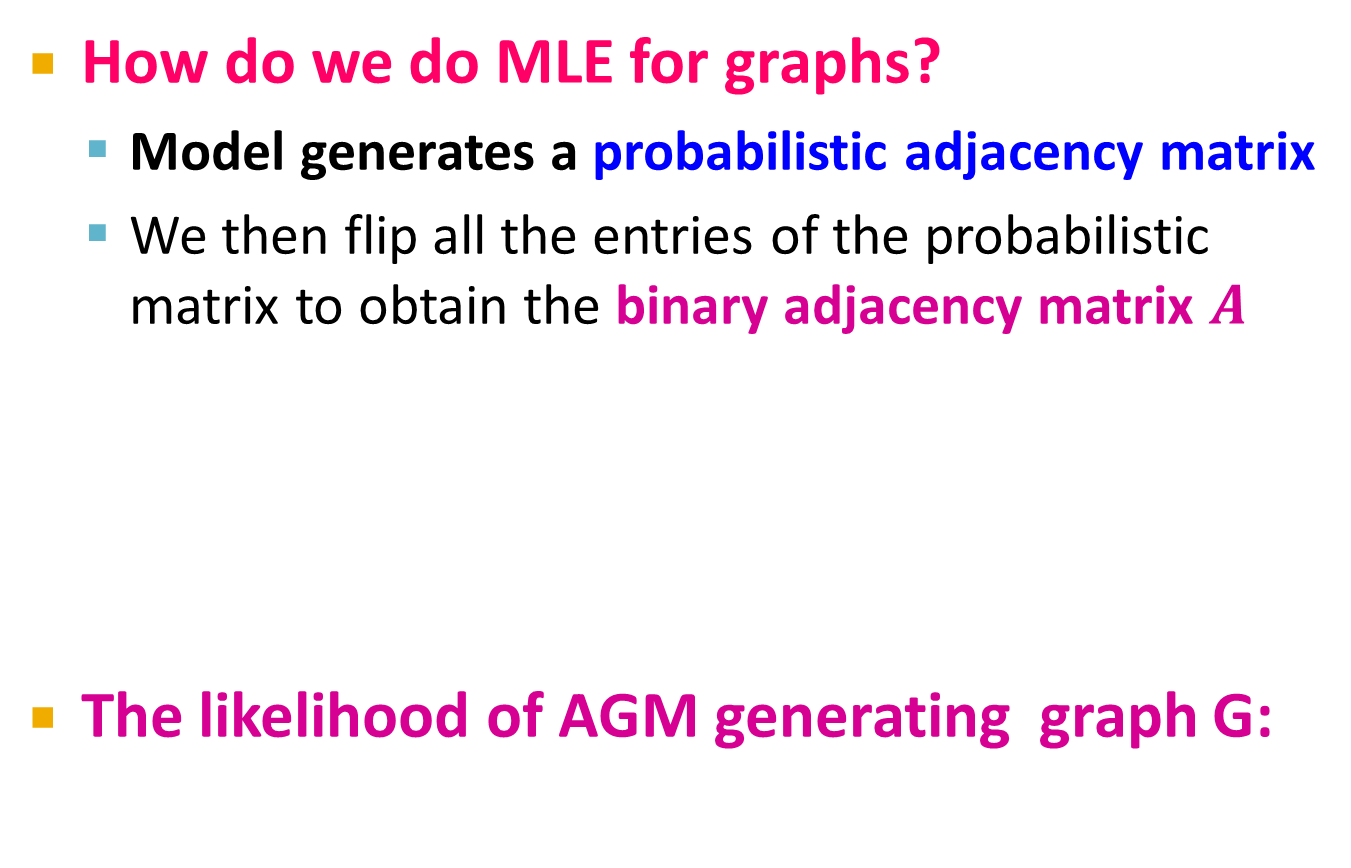 How do we do MLE for graphs?
Model generates a probabilistic adjacency matrix
We then flip all the entries of the probabilistic
matrix to obtain the binary adjacency matrix A
The likelihood of AGM generating  graph G: